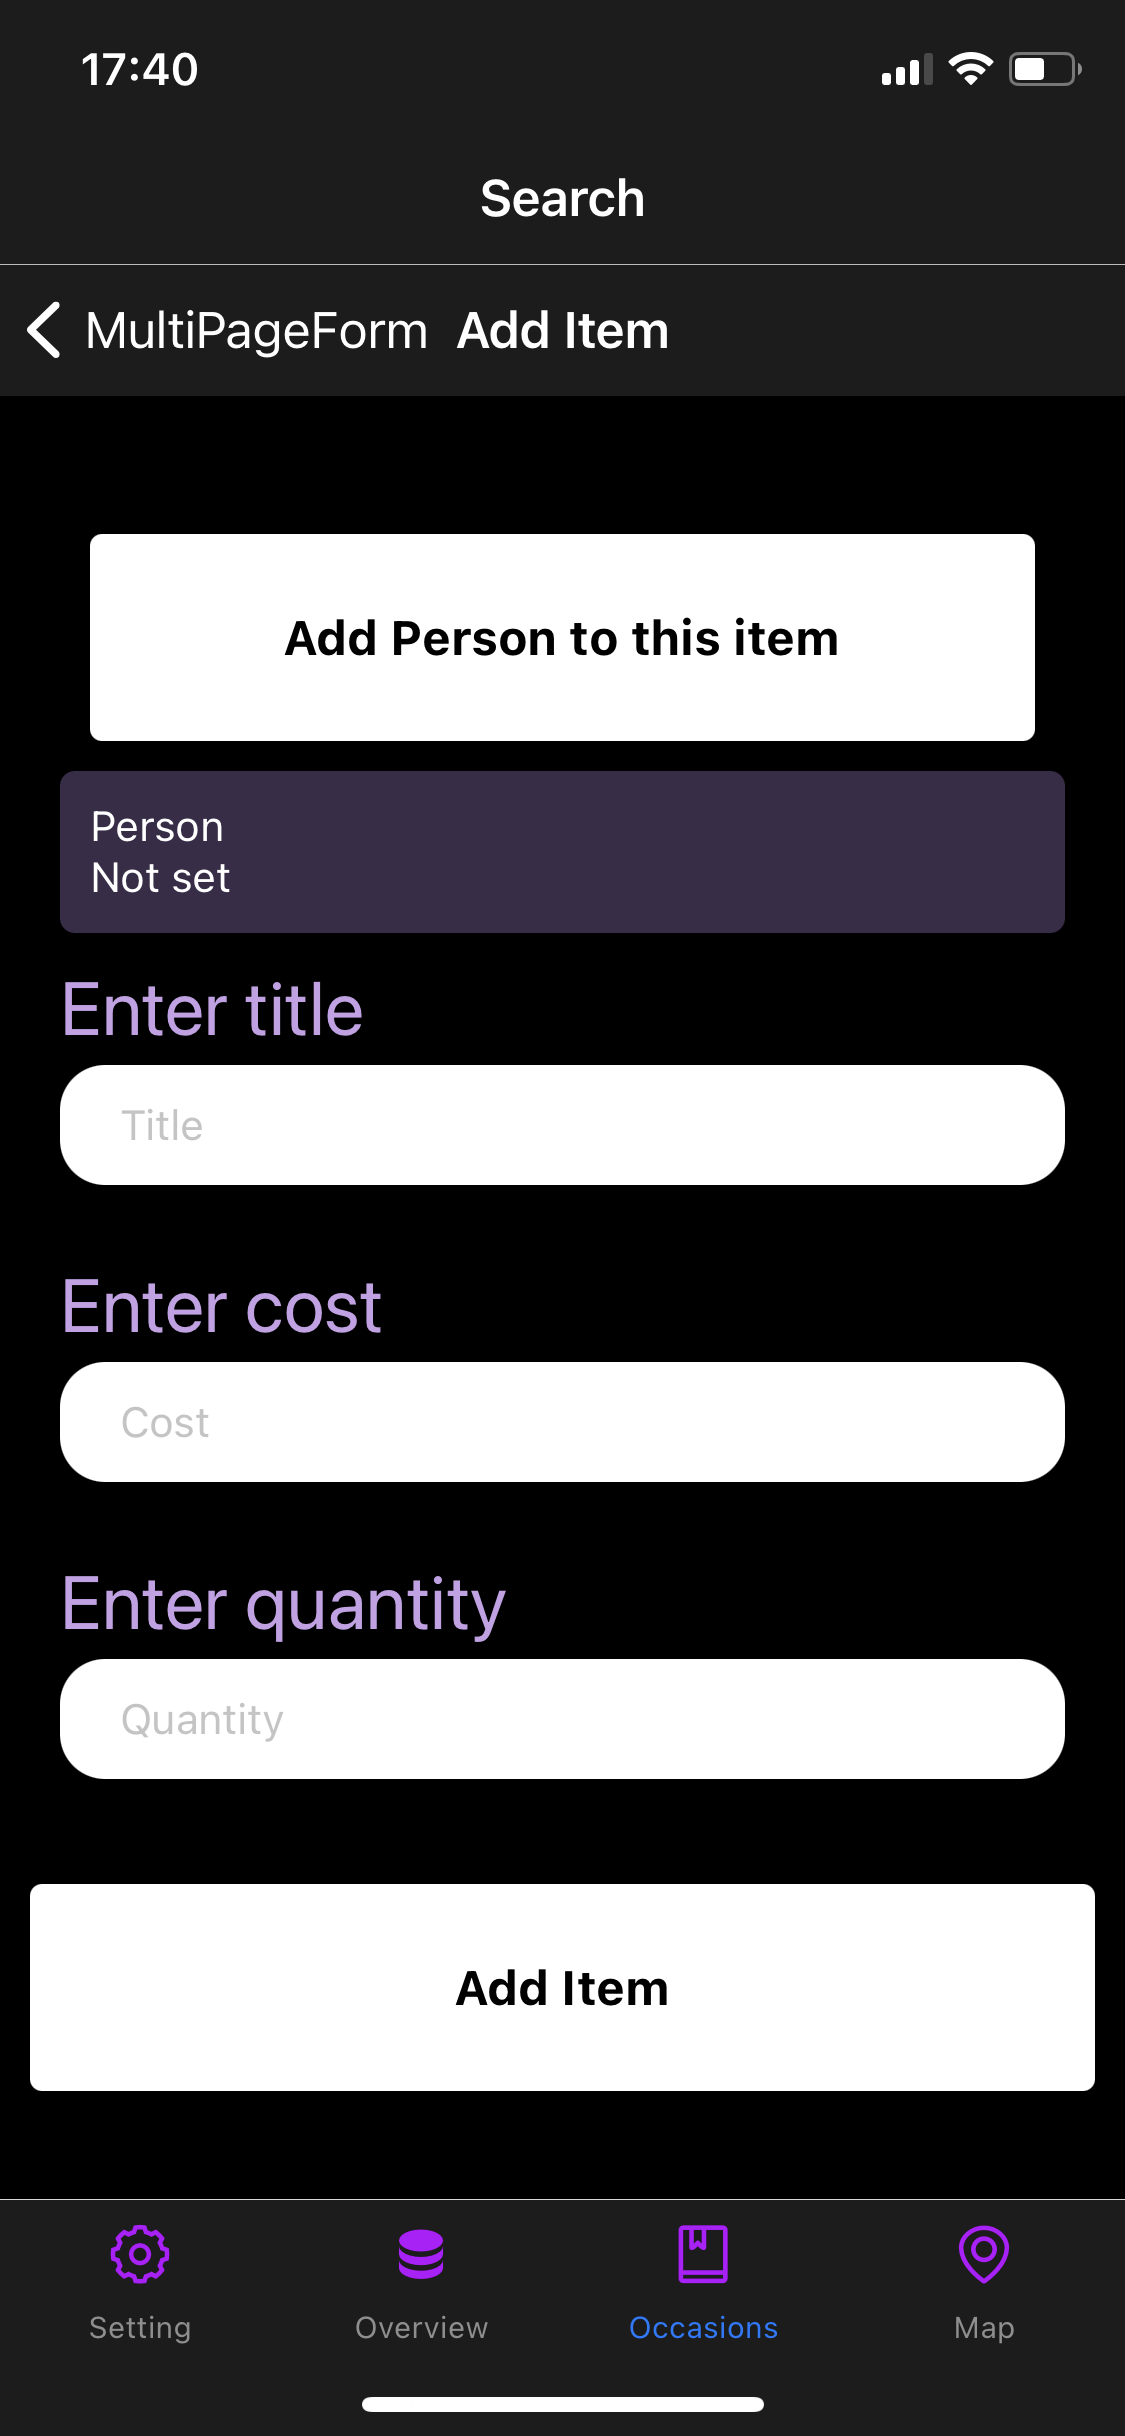 17:40
Search
MultiPageForm Add Item
Add Person to this item
Person
Not set
Enter title
Title
Enter cost
Cost
Enter quantity
Quantity
Add Item
Setting Overview Occasions Map